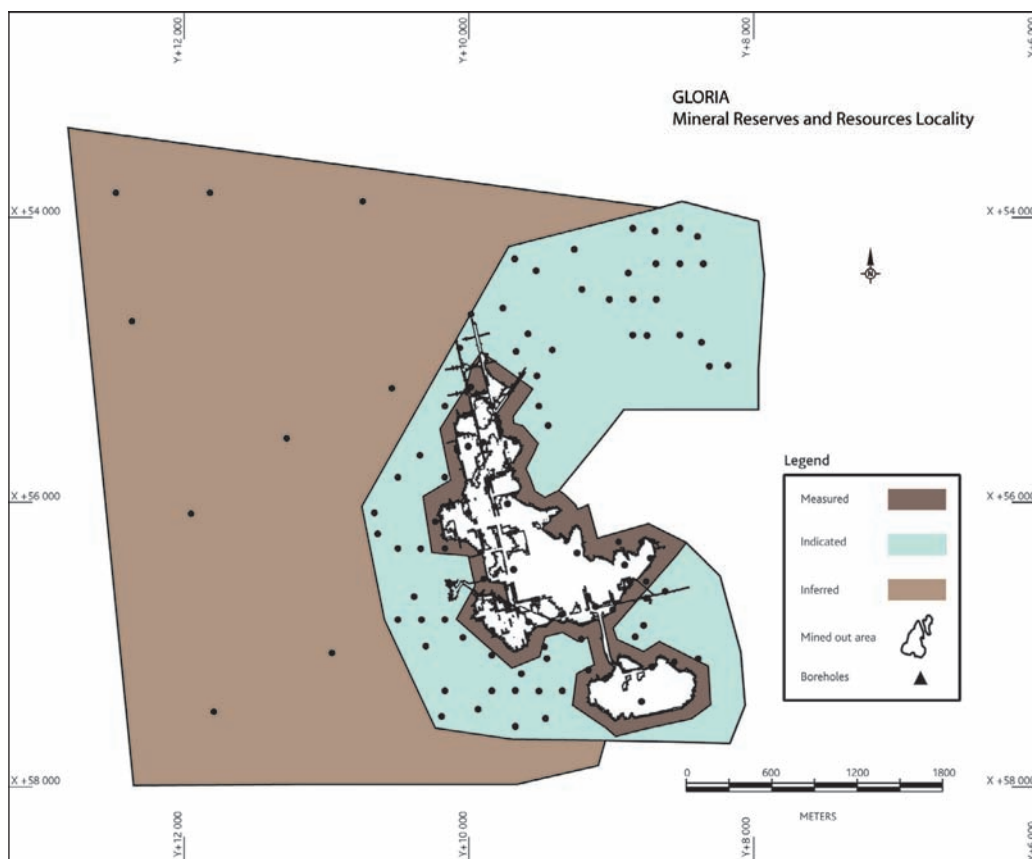 Y+12 000
Y+10 000
Y+8 000
Y+6 000
GLORIA
Mineral Reserves and Resources Locality
X +54 000
X +54 000
N
Legend
Measured
Indicated
Inferred
Mined out area
Boreholes
X +56 000
X +56 000
X +58 000
X +58 000
0
600
1200
1800
METERS
Y+12 000
Y+10 000
Y+8 000